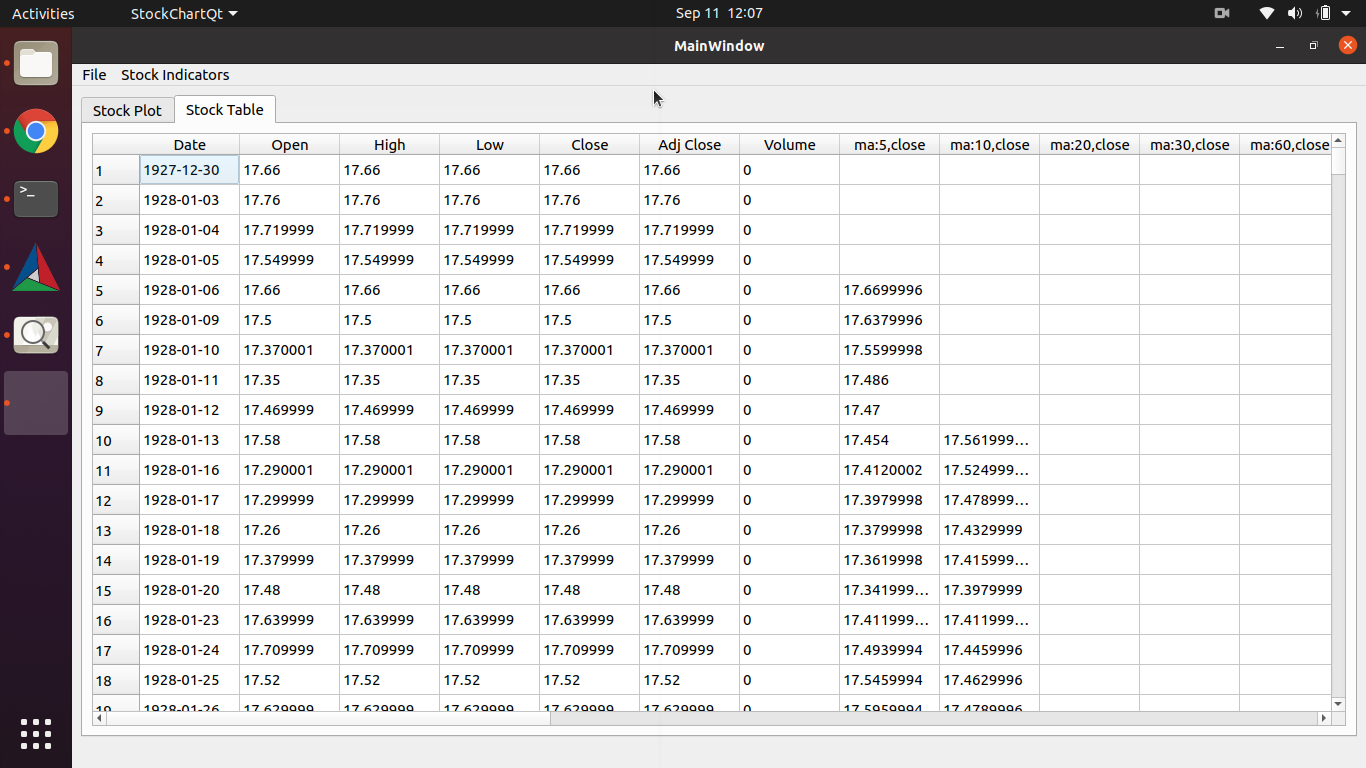 Activities StockChartQt Sep 11 12:07
MainWindow
File Stock Indicators
Stock Plot Stock Table
Date Open High Low Close Adj Close Volume ma:5,close ma:10,close ma:20,close ma:30,close ma:60,close
1 1927-12-30 17.66 17.66 17.66 17.66 17.66 0
2 1928-01-03 17.76 17.76 17.76 17.76 17.76 0
3 1928-01-04 17.719999 17.719999 17.719999 17.719999 17.719999 0
4 1928-01-05 17.549999 17.549999 17.549999 17.549999 17.549999 0
5 1928-01-06 17.66 17.66 17.66 17.66 17.66 0 17.6699996
6 1928-01-09 17.5 17.5 17.5 17.5 17.5 0 17.6379996
7 1928-01-10 17.370001 17.370001 17.370001 17.370001 17.370001 0 17.5599998
8 1928-01-11 17.35 17.35 17.35 17.35 17.35 0 17.486
9 1928-01-12 17.469999 17.469999 17.469999 17.469999 17.469999 0 17.47
10 1928-01-13 17.58 17.58 17.58 17.58 17.58 0 17.454 17.561999...
11 1928-01-16 17.290001 17.290001 17.290001 17.290001 17.290001 0 17.4120002 17.524999...
12 1928-01-17 17.299999 17.299999 17.299999 17.299999 17.299999 0 17.3979998 17.478999...
13 1928-01-18 17.26 17.26 17.26 17.26 17.26 0 17.3799998 17.4329999
14 1928-01-19 17.379999 17.379999 17.379999 17.379999 17.379999 0 17.3619998 17.415999...
15 1928-01-20 17.48 17.48 17.48 17.48 17.48 0 17.341999... 17.3979999
16 1928-01-23 17.639999 17.639999 17.639999 17.639999 17.639999 0 17.411999... 17.411999...
17 1928-01-24 17.709999 17.709999 17.709999 17.709999 17.709999 0 17.4939994 17.4459996
18 1928-01-25 17.52 17.52 17.52 17.52 17.52 0 17.5459994 17.4629996
19 1928-01-26 17.629999 17.629999 17.629999 17.629999 17.629999 0 17.5959994 17.4789996